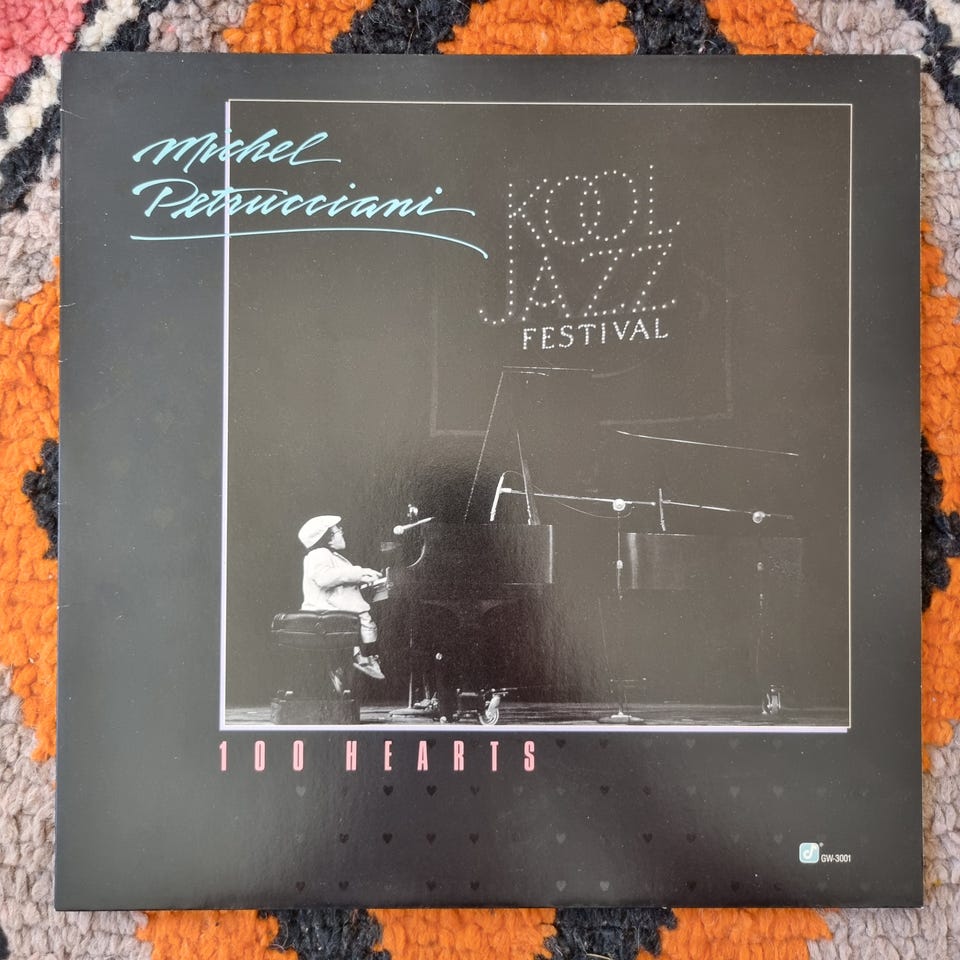 Michel
Petrucciani
KOOL
JAZZ
FESTIVAL
100 HEARTS
GW-3001